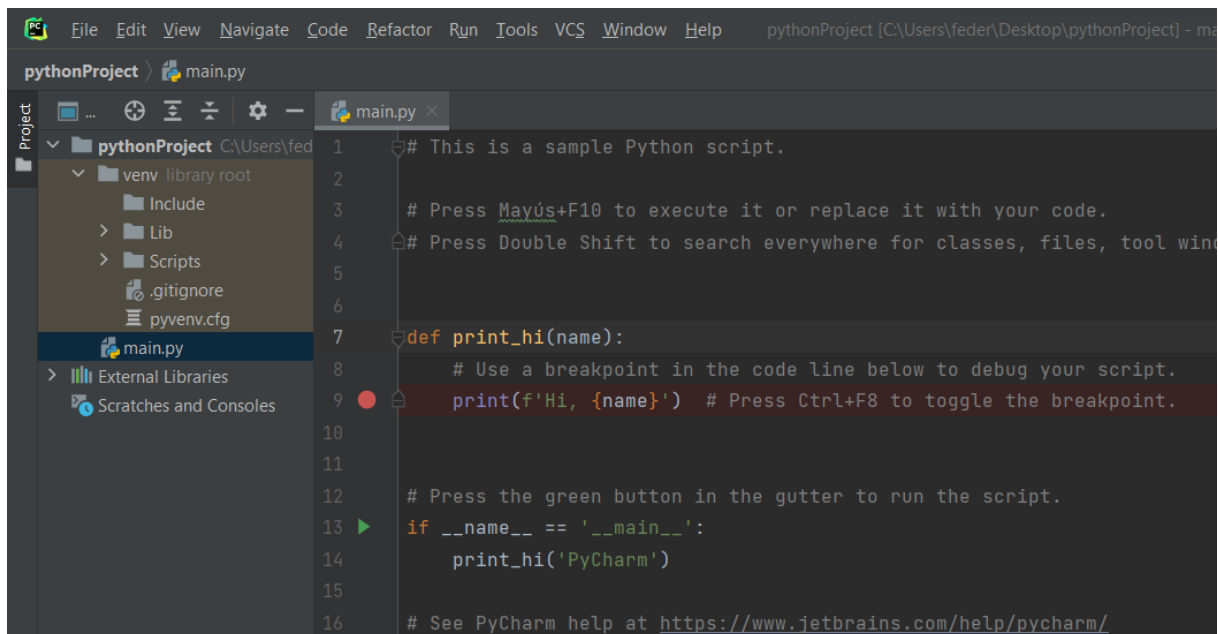 PC
File Edit View Navigate Code Refactor Run Tools VCS Window Help pythonProject [C:\Users\feder\Desktop\pythonProject] - ma
pythonProject main.py
Project
...
main.py
pythonProject C:\Users\fed
venv library root
Include
Lib
Scripts
.gitignore
pyvenv.cfg
main.py
External Libraries
Scratches and Consoles
1 # This is a sample Python script.
2
3 # Press Mayús+F10 to execute it or replace it with your code.
4 # Press Double Shift to search everywhere for classes, files, tool wind
5
6
7 def print_hi(name):
8     # Use a breakpoint in the code line below to debug your script.
9     print(f'Hi, {name}')  # Press Ctrl+F8 to toggle the breakpoint.
10
11
12 # Press the green button in the gutter to run the script.
13 if __name__ == '__main__':
14     print_hi('PyCharm')
15
16 # See PyCharm help at https://www.jetbrains.com/help/pycharm/